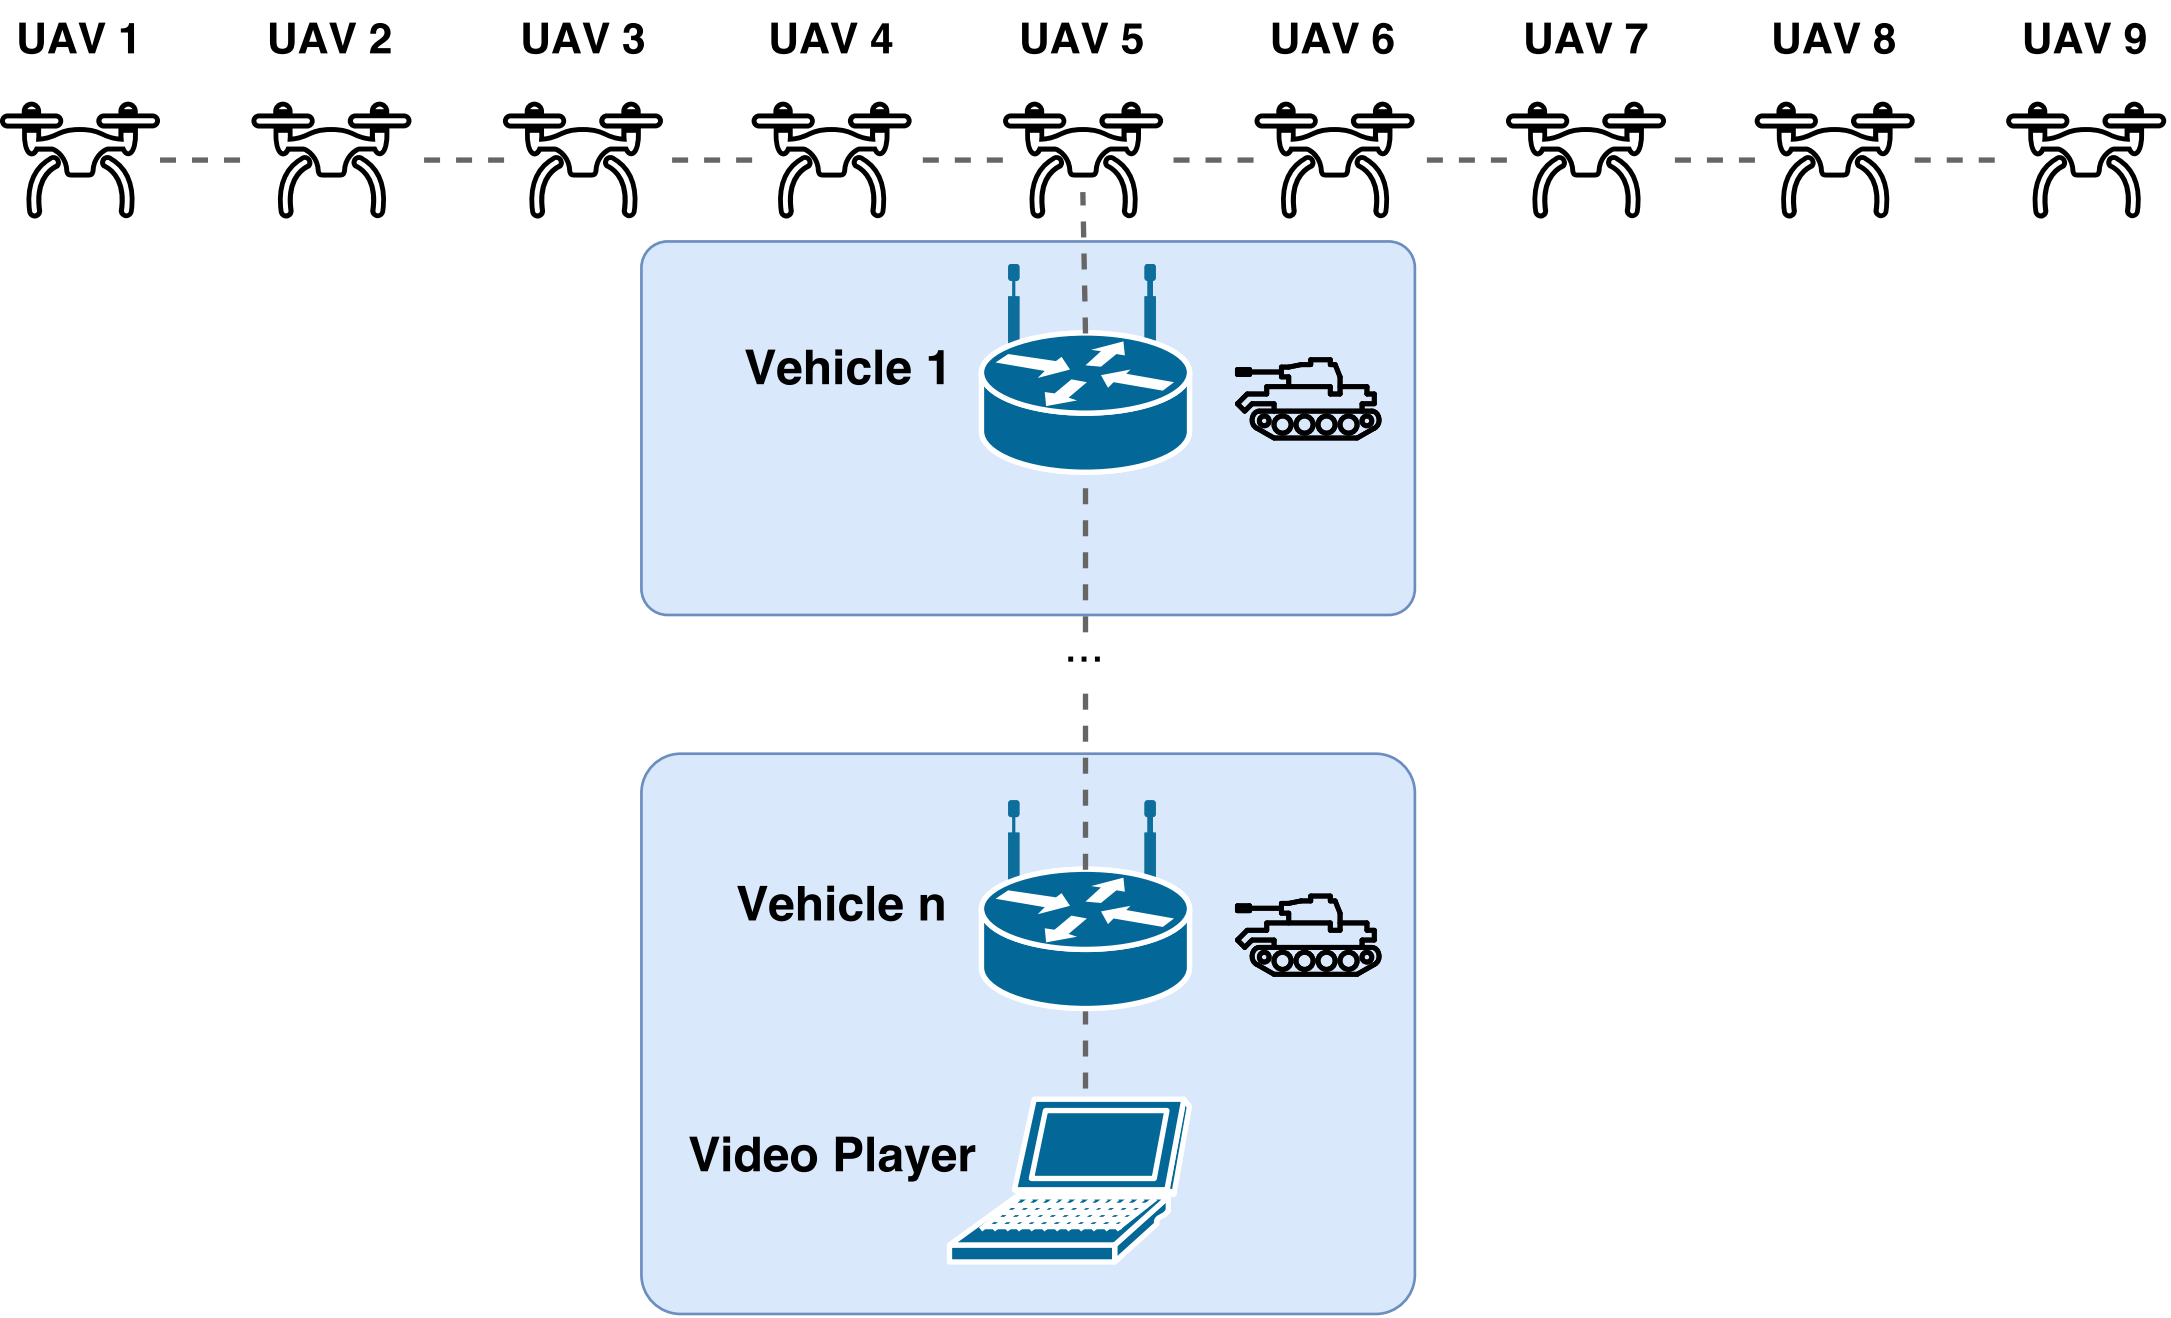 UAV 1 UAV 2 UAV 3 UAV 4 UAV 5 UAV 6 UAV 7 UAV 8 UAV 9
Vehicle 1
...
Vehicle n
Video Player